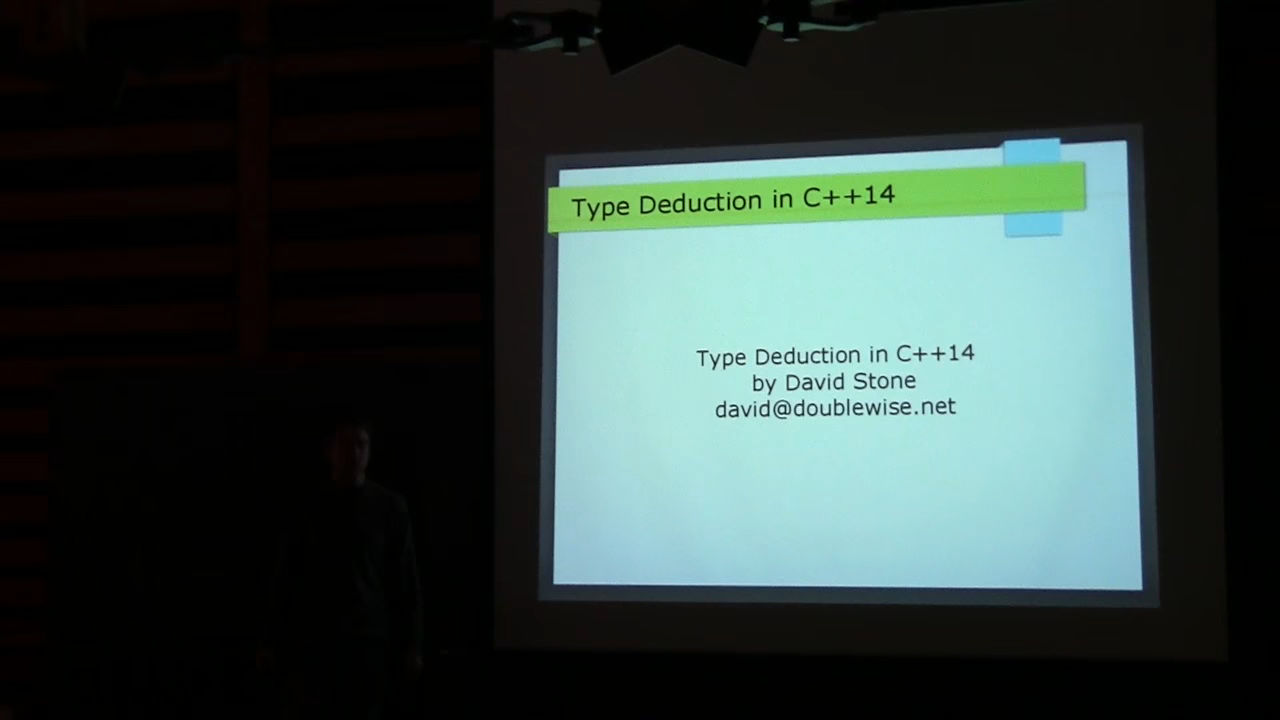 Type Deduction in C++14
Type Deduction in C++14
by David Stone
david@doublewise.net